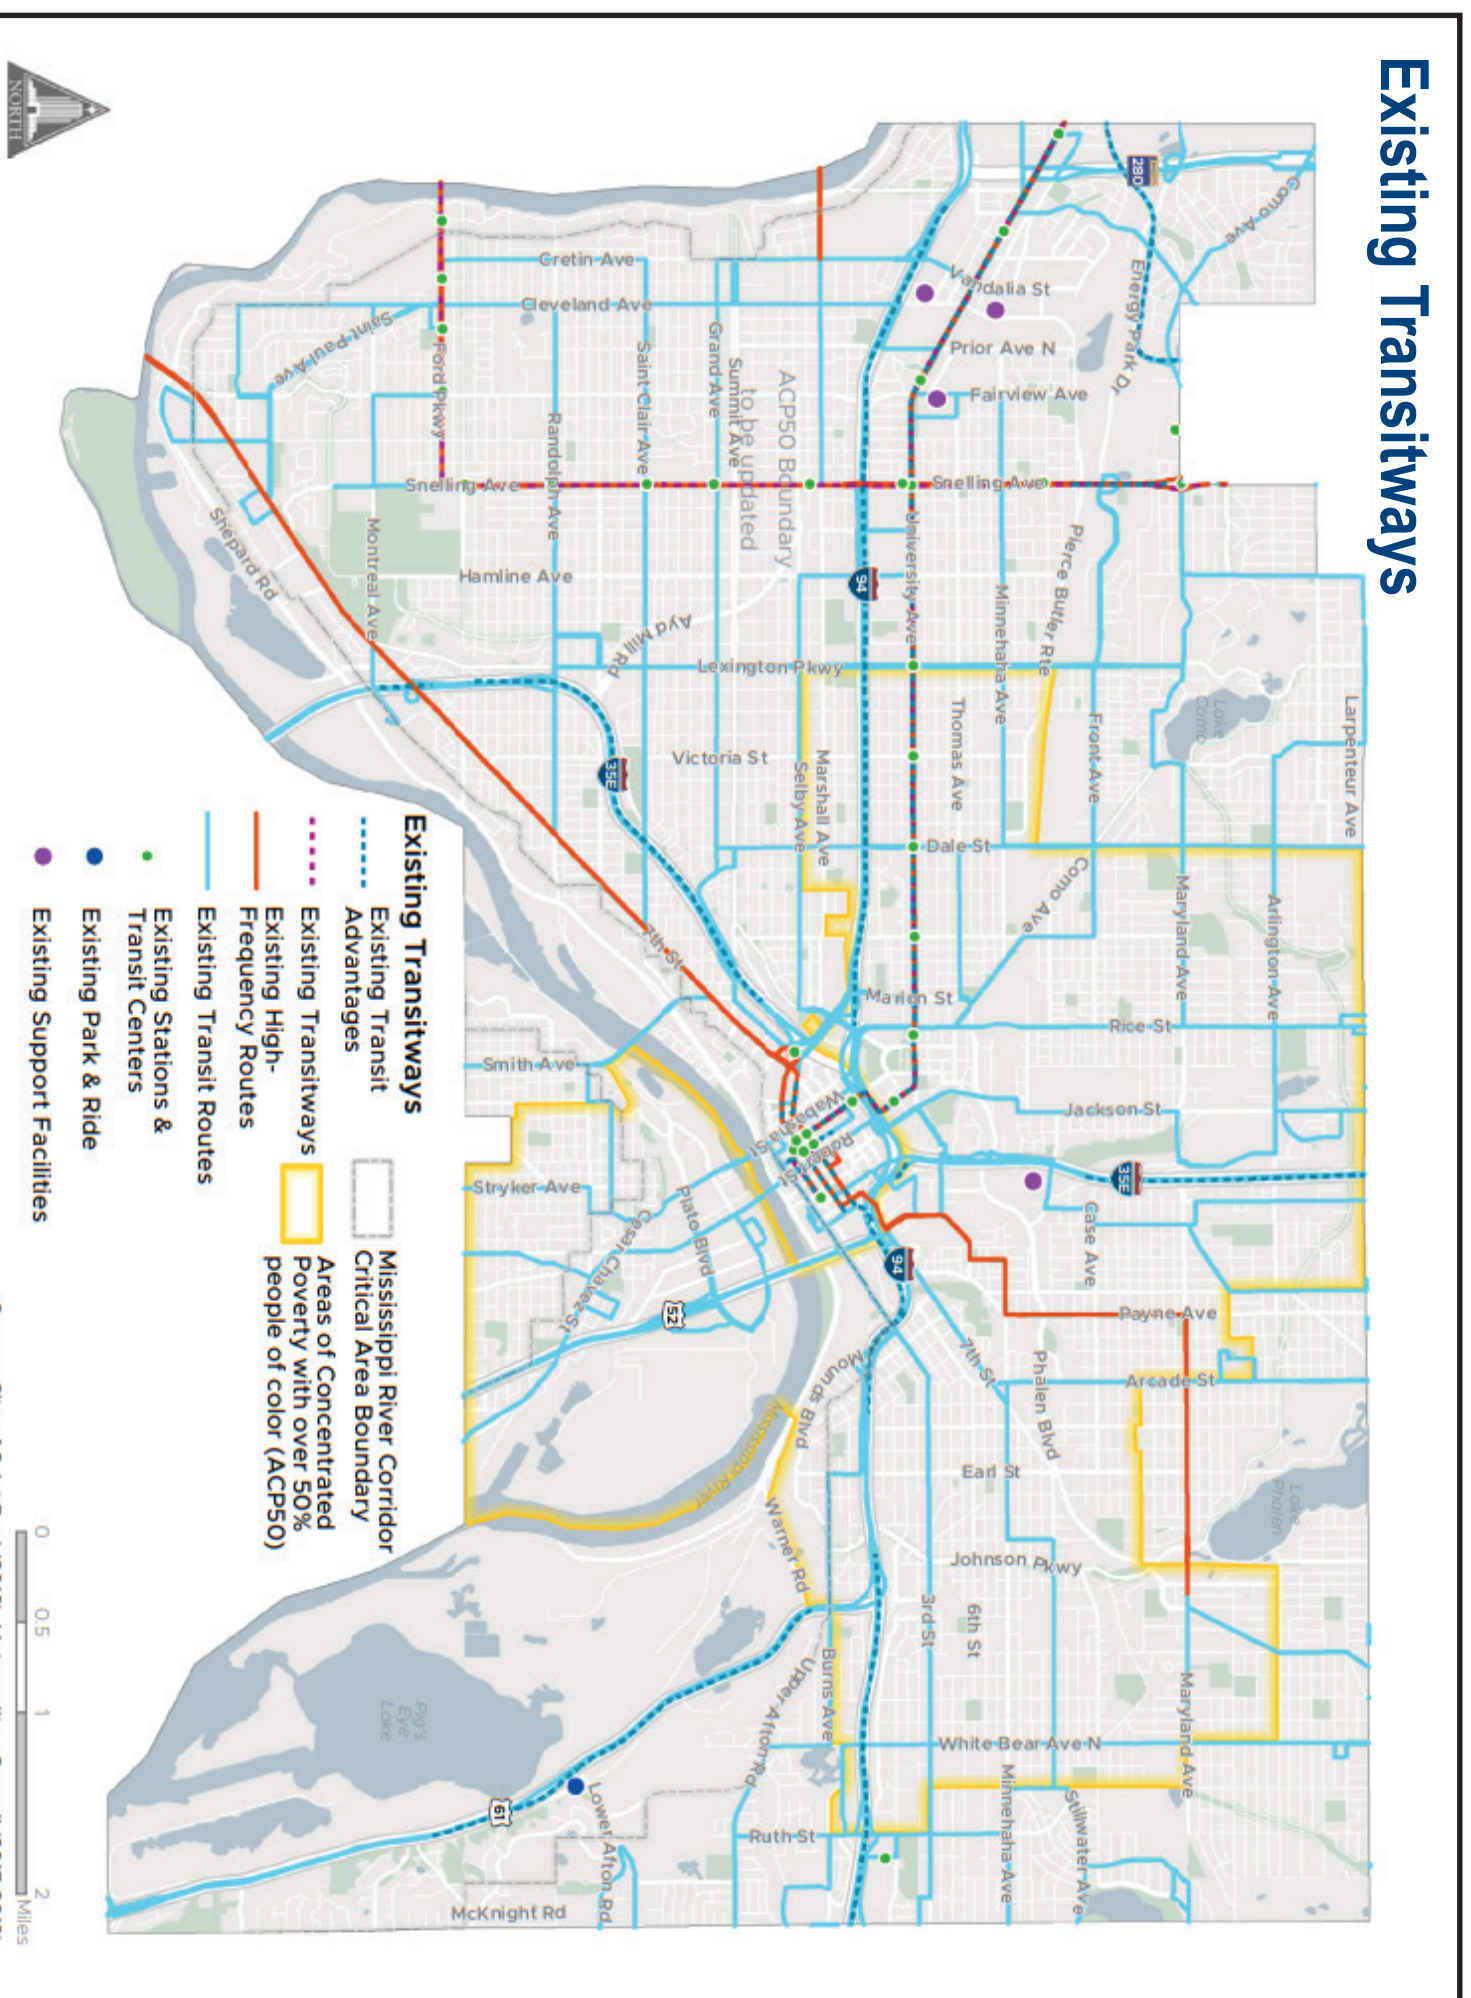 Existing Transitways
280
Como Ave
Energy Park Dr
Vandalia St
Prior Ave N
Fairview Ave
Cretin Ave
Cleveland Ave
Saint Paul Ave
Ford Pkwy
Saint Clair Ave
Grand Ave
Summit Ave
ACP50 Boundary
to be updated
Randolph Ave
Snelling Ave
Snelling Ave
Shepard Rd
Montreal Ave
Hamline Ave
Ayd Mill Rd
94
University Ave
Minnehaha Ave
Pierce Butler Rte
Lexington Pkwy
Lake
Como
Larpenteur Ave
Thomas Ave
Front Ave
Victoria St
35E
Selby Ave
Marshall Ave
Dale St
Como Ave
Maryland Ave
Arlington Ave
W 7th St
Marion St
Rice St
Smith Ave
Jackson St
Wabasha St
Robert St
35E
Stryker Ave
Plato Blvd
Cesar Chavez St
Case Ave
94
52
Payne Ave
7th St
Phalen Blvd
Arcade St
Mounds Blvd
Mississippi River
Earl St
Lake
Phalen
Warner Rd
Johnson Pkwy
3rd St
6th St
Burns Ave
Upper Afton Rd
Maryland Ave
White Bear Ave N
Pig's
Eye
Lake
61
Lower Afton Rd
Ruth St
Minnehaha Ave
Stillwater Ave
McKnight Rd
Existing Transitways
Existing Transit
Advantages
Existing Transitways
Existing High-
Frequency Routes
Existing Transit Routes
Existing Stations &
Transit Centers
Existing Park & Ride
Existing Support Facilities
Mississippi River Corridor
Critical Area Boundary
Areas of Concentrated
Poverty with over 50%
people of color (ACP50)
0 0.5 1 2
Miles
NORTH